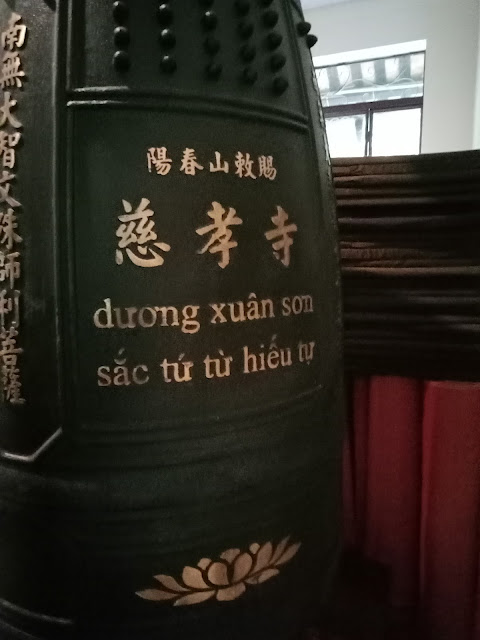 南無大智文殊師利菩薩
陽春山敕賜
慈孝寺
dương xuân sơn
sắc tứ từ hiếu tự